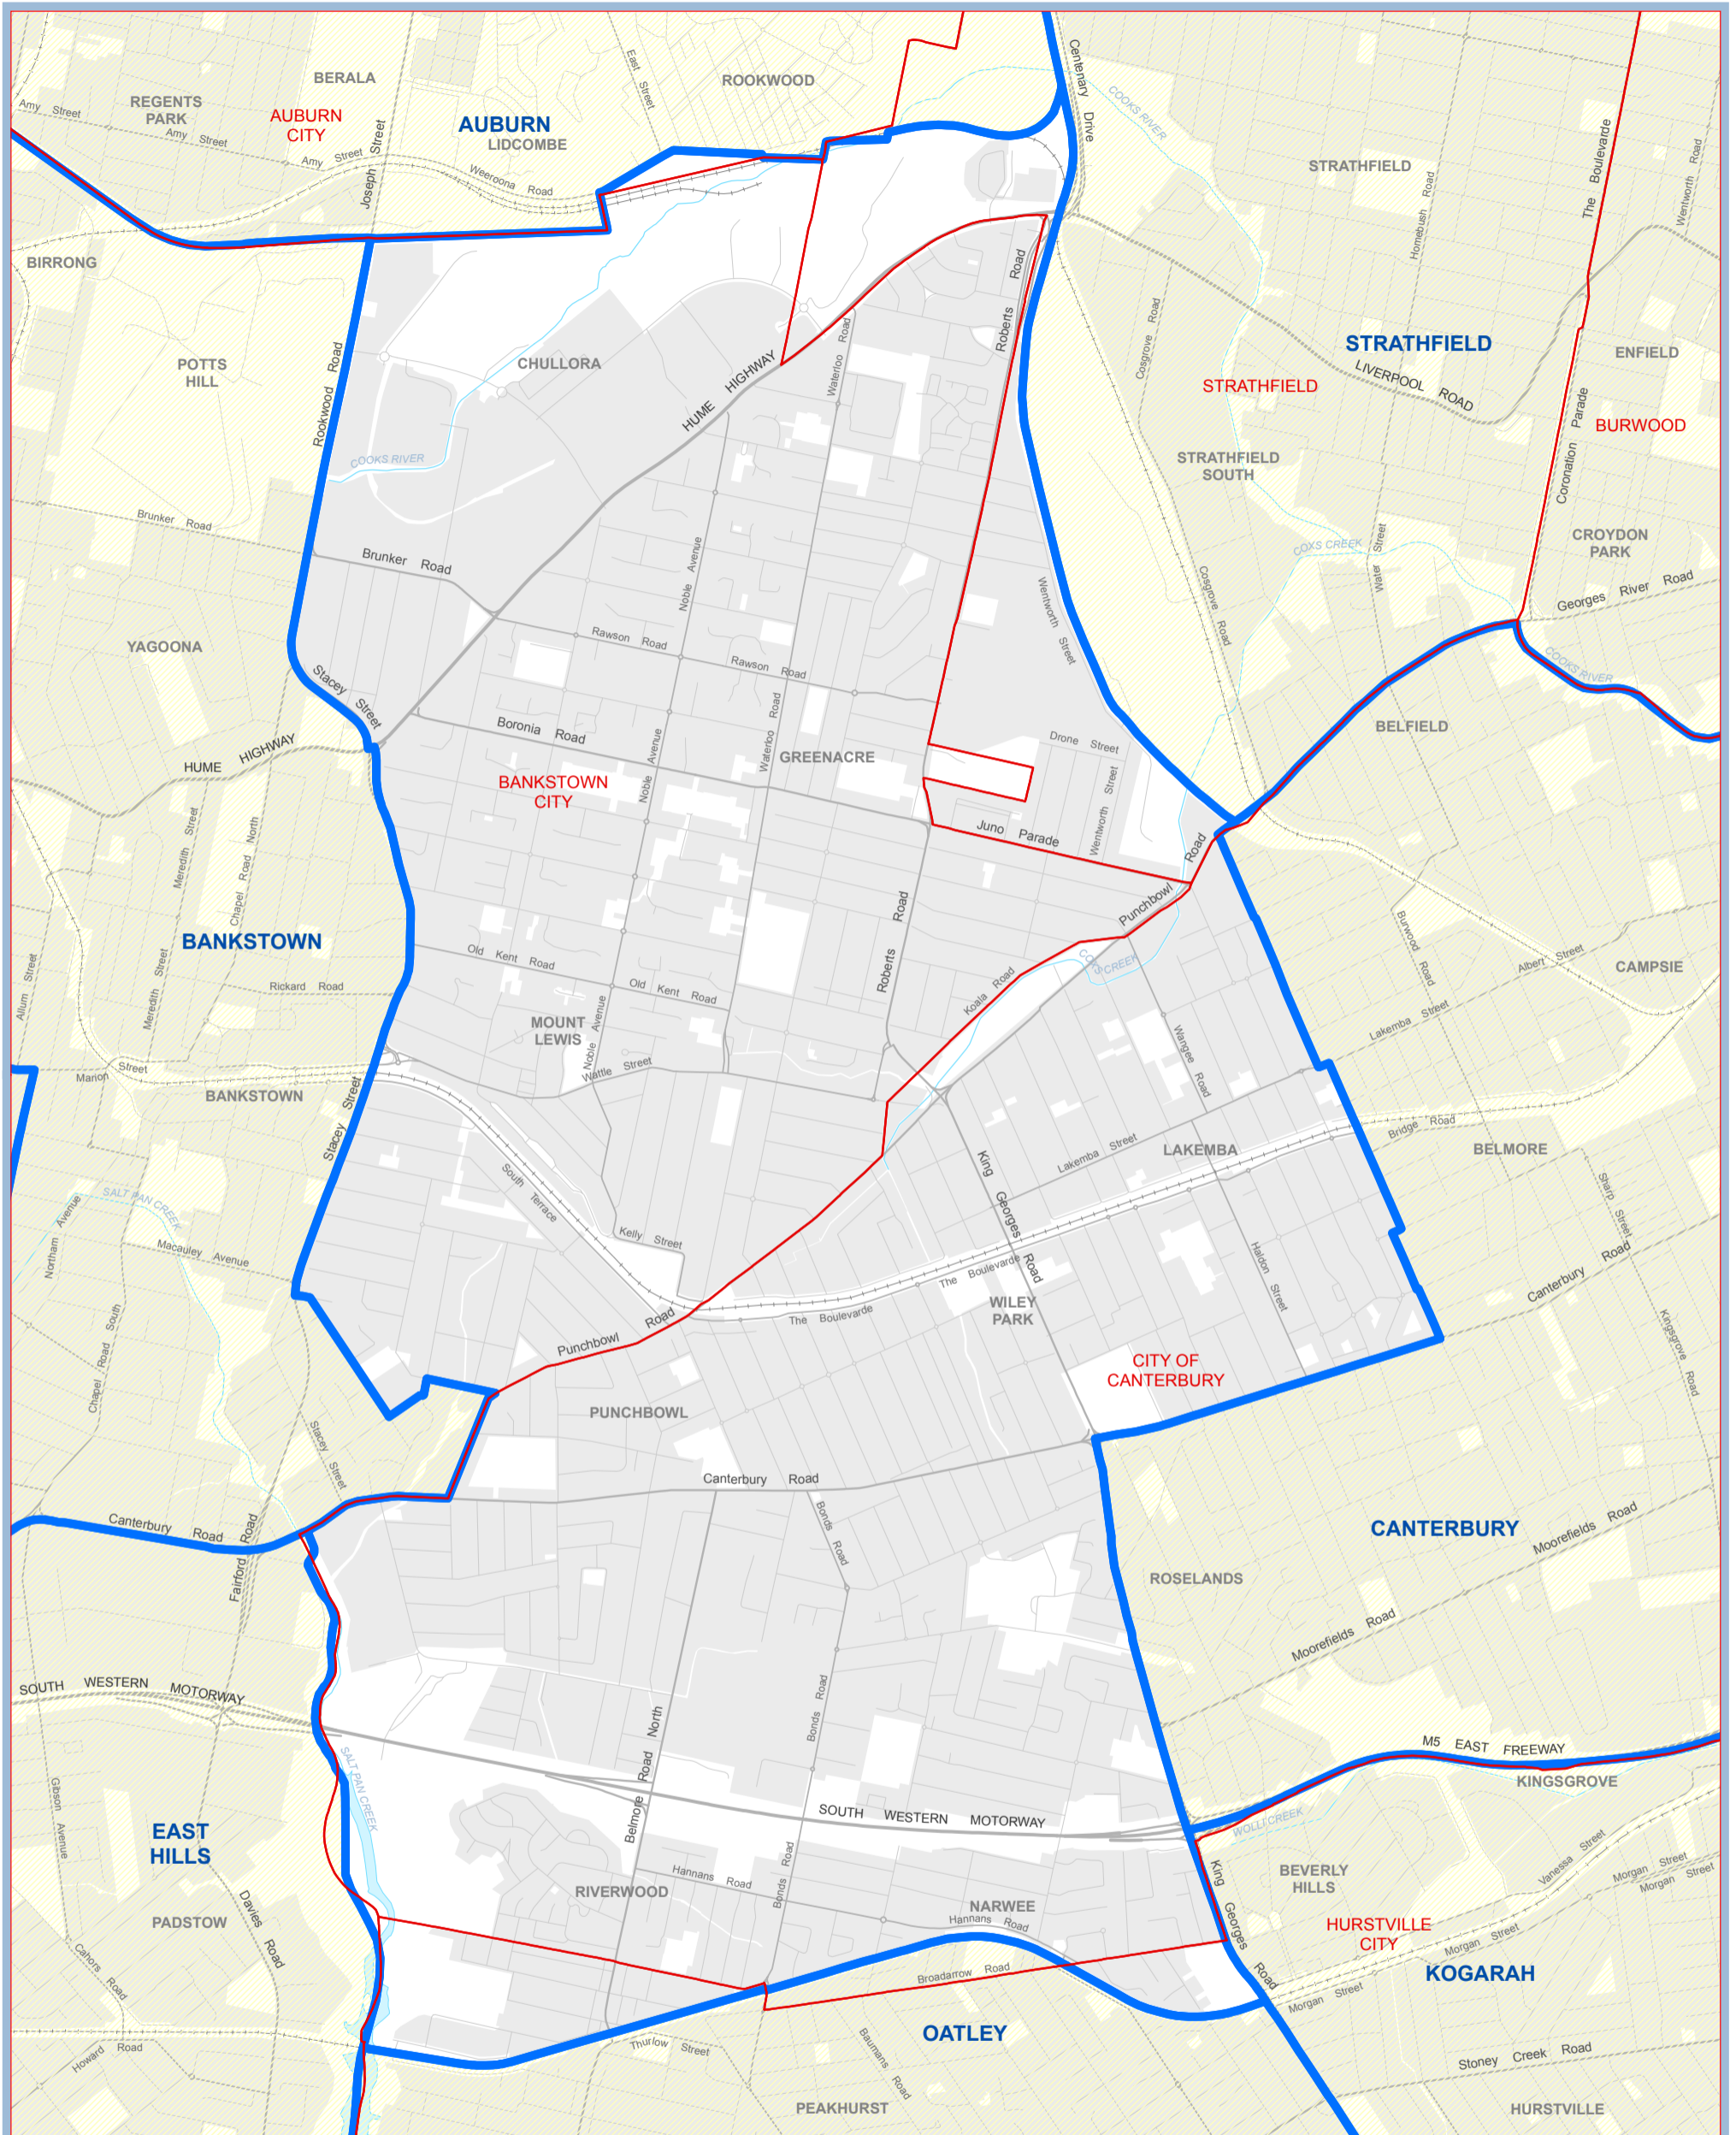 BERALA
ROOKWOOD
East Street
Centenary Drive
COOKS RIVER
The Boulevarde
REGENTS
PARK
AUBURN
CITY
AUBURN
LIDCOMBE
Amy Street
Amy Street
Amy Street
Joseph Street
Weeroona Road
STRATHFIELD
Homebush Road
Wentworth Road
BIRRONG
POTTS
HILL
Rookwood Road
CHULLORA
HUME HIGHWAY
Waterloo Road
Roberts Road
Roberts Road
Cosgrove Road
STRATHFIELD
STRATHFIELD
LIVERPOOL ROAD
ENFIELD
BURWOOD
Coronation Parade
COOKS RIVER
STRATHFIELD
SOUTH
Brunker Road
Brunker Road
Noble Avenue
Wentworth Street
Cosgrove Road
COXS CREEK
Water Street
CROYDON
PARK
Georges River Road
COOKS RIVER
YAGOONA
Stacey Street
Rawson Road
Rawson Road
Boronia Road
Noble Avenue
Waterloo Road
GREENACRE
Drone Street
Wentworth Street
BELFIELD
HUME HIGHWAY
BANKSTOWN
CITY
Juno Parade
Punchbowl Road
Meredith Street
Chapel Road North
BANKSTOWN
Old Kent Road
Old Kent Road
Roberts Road
Koala Road
COXS CREEK
Burwood Road
Albert Street
CAMPSIE
Allum Street
Meredith Street
Rickard Road
MOUNT
LEWIS
Noble Avenue
Wattle Street
Wangee Road
Lakemba Street
Marion Street
BANKSTOWN
Stacey Street
South Terrace
King Georges Road
Lakemba Street
LAKEMBA
Bridge Road
BELMORE
Sharp Street
SALT PAN CREEK
Northam Avenue
Macauley Avenue
Kelly Street
The Boulevarde
The Boulevarde
Haldon Street
Canterbury Road
WILEY
PARK
Punchbowl Road
CITY OF
CANTERBURY
Kingsgrove Road
Chapel Road South
PUNCHBOWL
Stacey Street
Canterbury Road
Bonds Road
Canterbury Road
Fairford Road
CANTERBURY
Moorefields Road
ROSELANDS
Moorefields Road
SOUTH WESTERN MOTORWAY
Belmore Road North
Bonds Road
M5 EAST FREEWAY
KINGSGROVE
SALT PAN CREEK
Gibson Avenue
SOUTH WESTERN MOTORWAY
WOLLI CREEK
EAST
HILLS
Hannans Road
Bonds Road
RIVERWOOD
NARWEE
Hannans Road
King Georges Road
BEVERLY
HILLS
Vanessa Street
Morgan Street
Morgan Street
HURSTVILLE
CITY
Morgan Street
PADSTOW
Davies Road
Cahors Road
Broadarrow Road
KOGARAH
Morgan Street
OATLEY
Howard Road
Thurlow Street
Baumans Road
Stoney Creek Road
PEAKHURST
HURSTVILLE